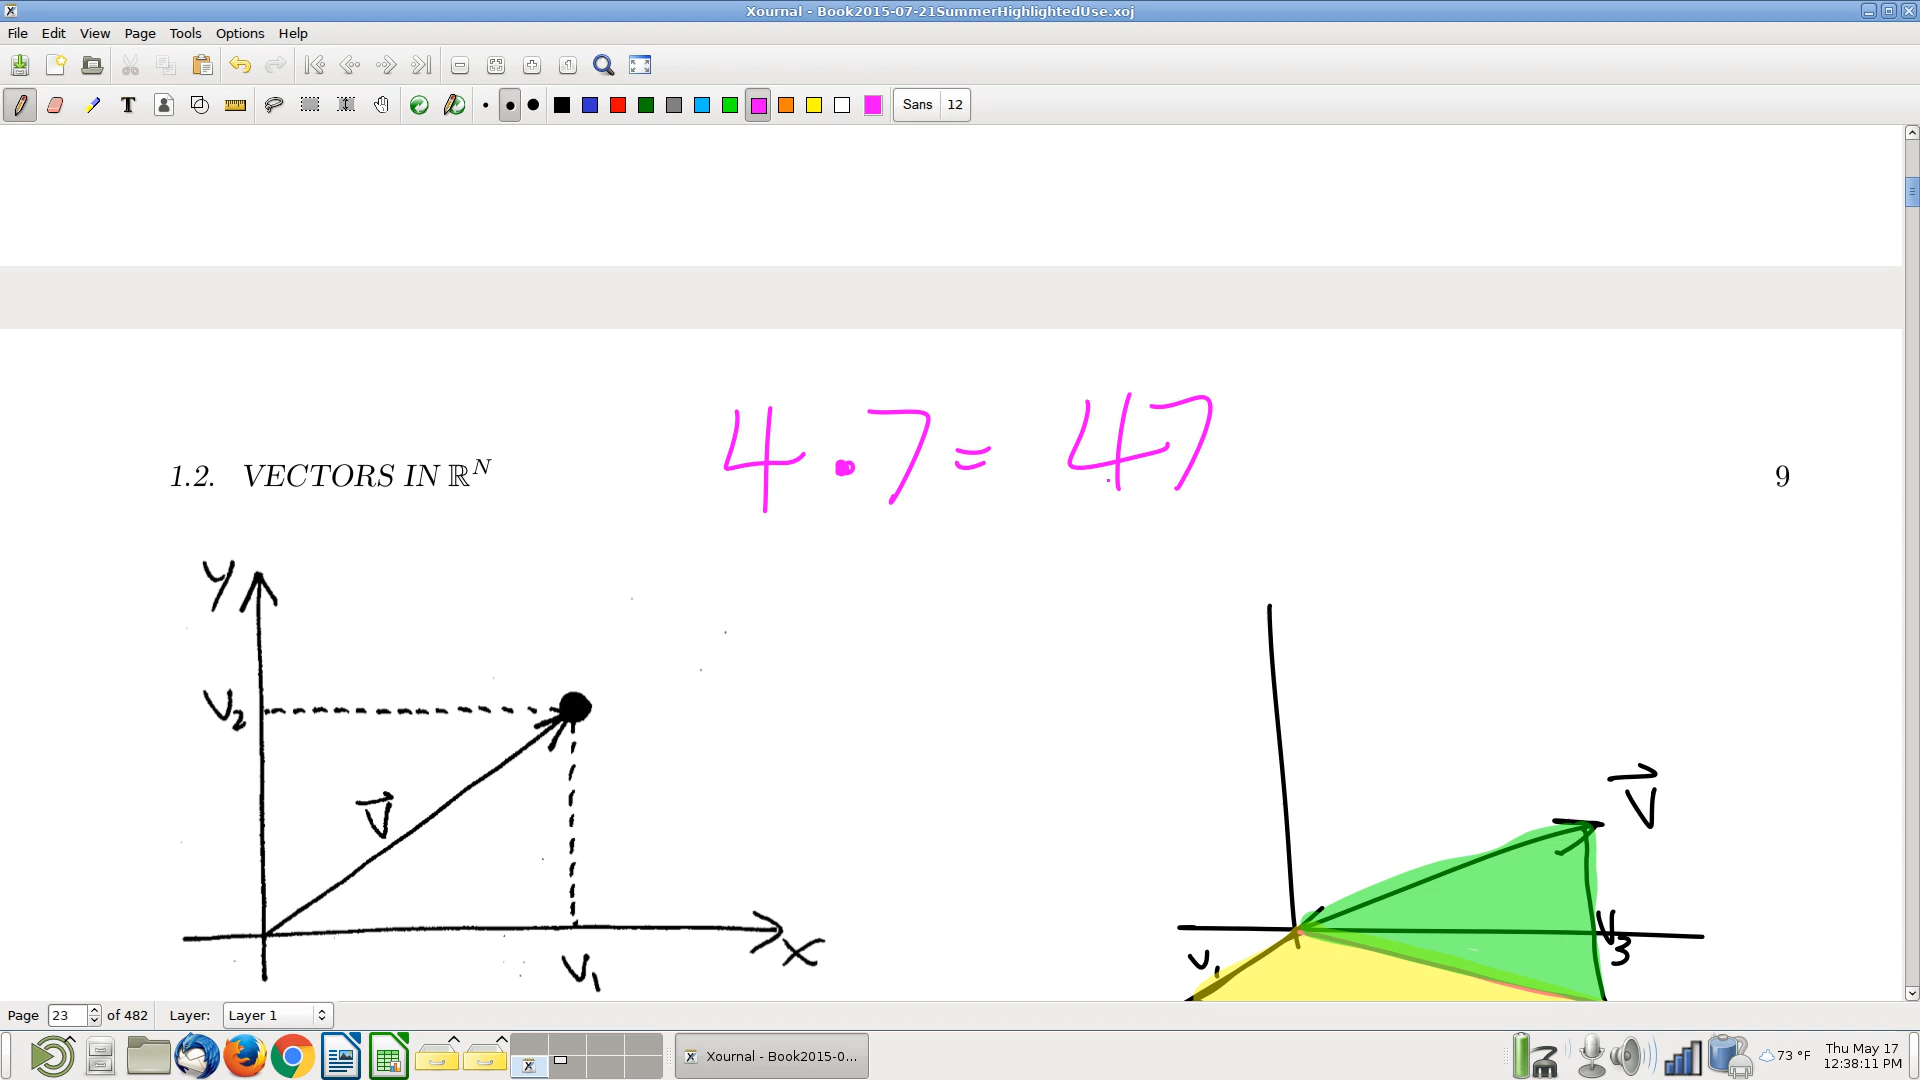 Xournal - Book2015-07-21SummerHighlightedUse.xoj
File Edit View Page Tools Options Help
T Sans 12
4 · 7 = 47
1.2. VECTORS IN ℝᴺ 9
y
V₂
V⃗
V⃗
V₁
V₃
x
V₁
Page 23 of 482 Layer: Layer 1
Xournal - Book2015-0...
73 °F
Thu May 17
12:38:11 PM